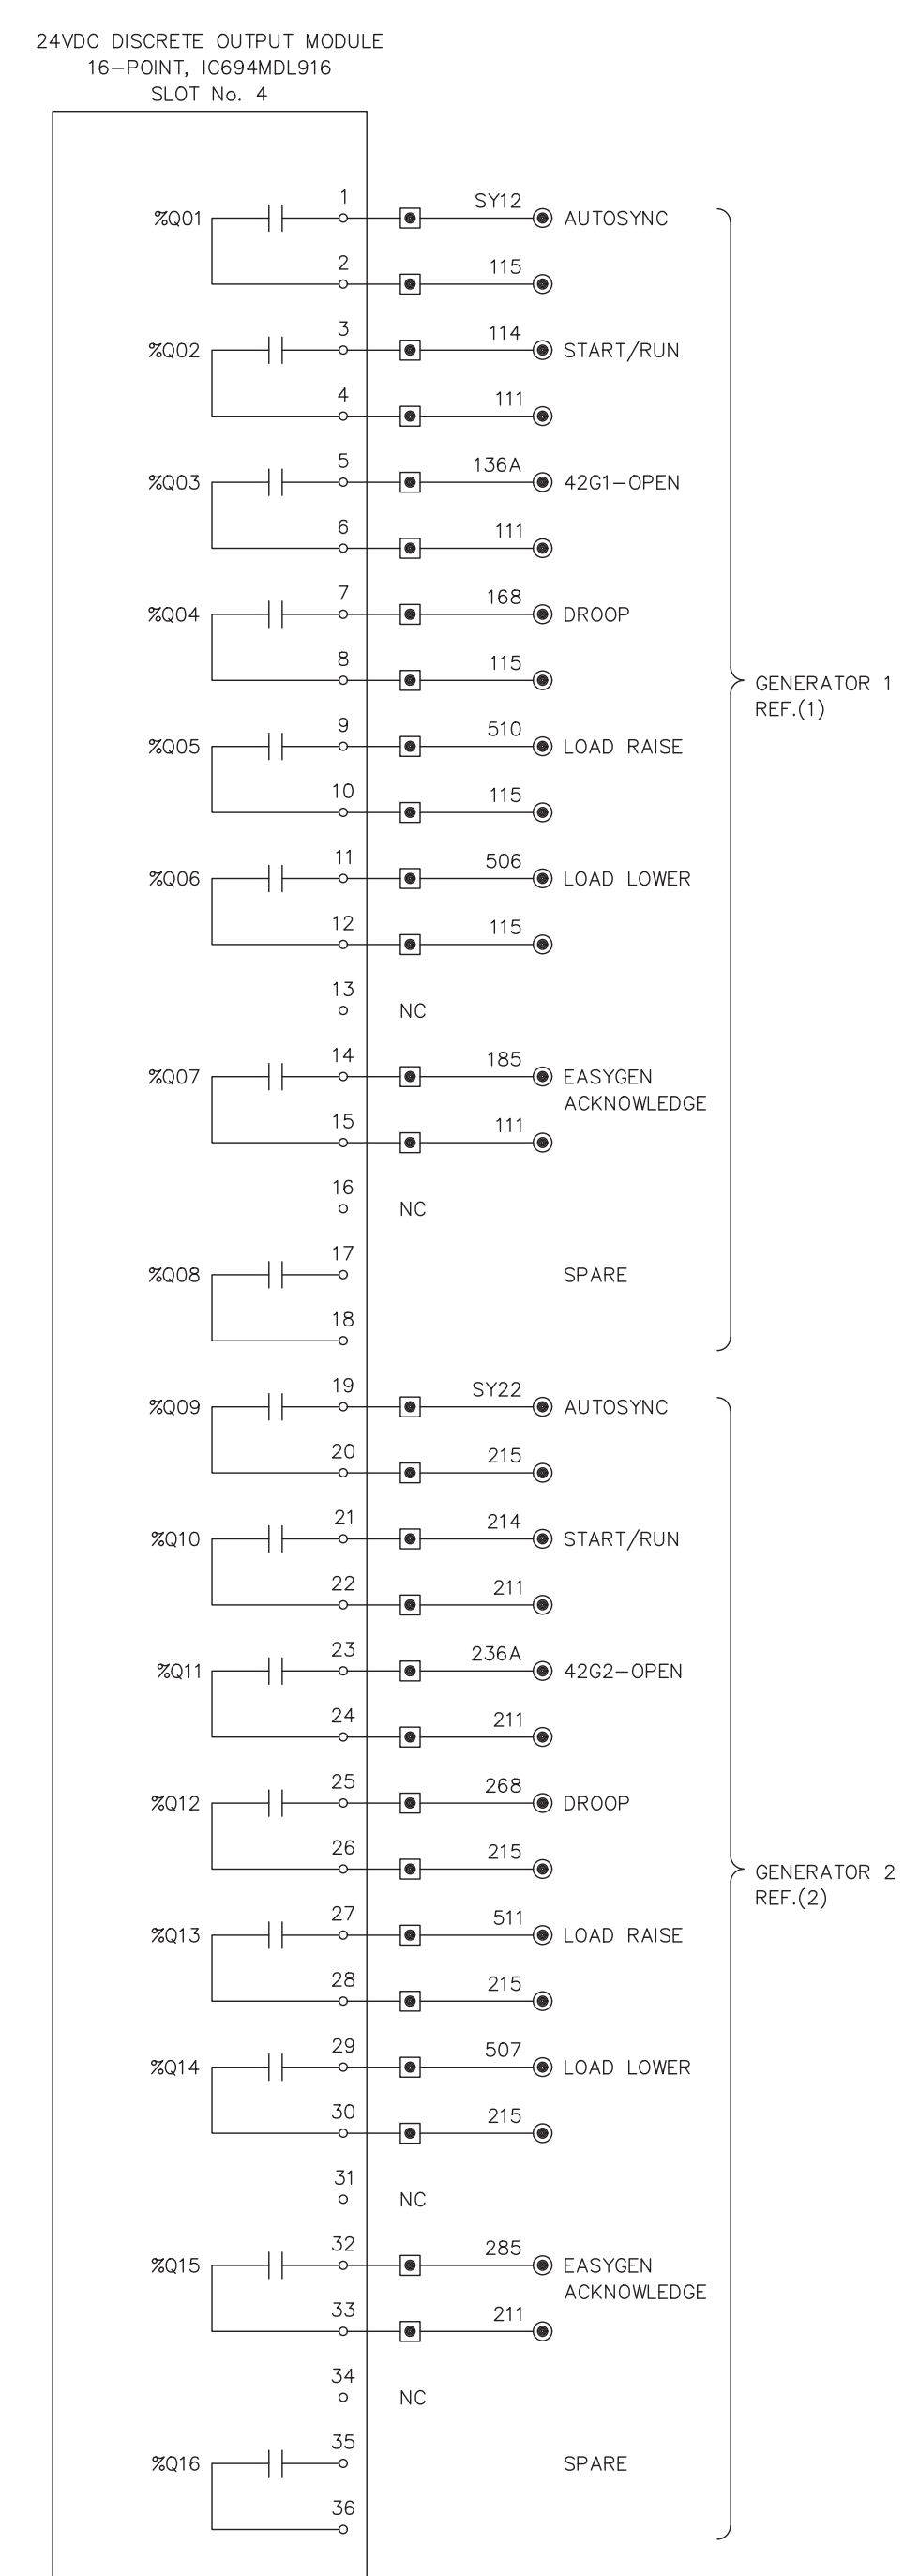 24VDC DISCRETE OUTPUT MODULE
16-POINT, IC694MDL916
SLOT No. 4
1 SY12
%Q01 AUTOSYNC
2 115
3 114
%Q02 START/RUN
4 111
5 136A
%Q03 42G1-OPEN
6 111
7 168
%Q04 DROOP
8 115
GENERATOR 1
REF.(1)
9 510
%Q05 LOAD RAISE
10 115
11 506
%Q06 LOAD LOWER
12 115
13
NC
14 185
%Q07 EASYGEN
ACKNOWLEDGE
15 111
16
NC
17
%Q08 SPARE
18
19 SY22
%Q09 AUTOSYNC
20 215
21 214
%Q10 START/RUN
22 211
23 236A
%Q11 42G2-OPEN
24 211
25 268
%Q12 DROOP
26 215
GENERATOR 2
REF.(2)
27 511
%Q13 LOAD RAISE
28 215
29 507
%Q14 LOAD LOWER
30 215
31
NC
32 285
%Q15 EASYGEN
ACKNOWLEDGE
33 211
34
NC
35
%Q16 SPARE
36